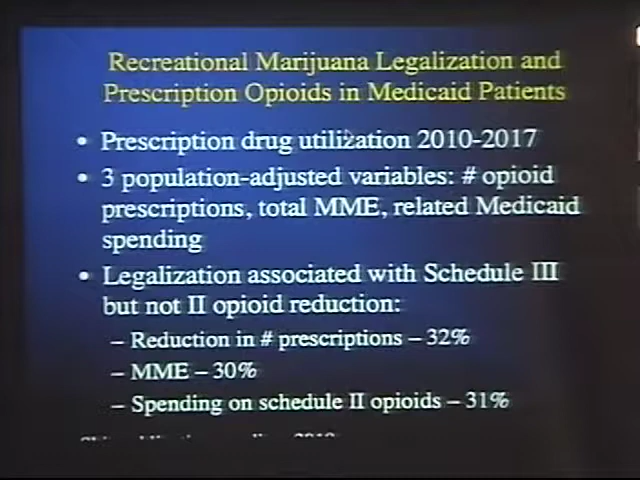 Recreational Marijuana Legalization and
Prescription Opioids in Medicaid Patients
• Prescription drug utilization 2010-2017
• 3 population-adjusted variables: # opioid
prescriptions, total MME, related Medicaid
spending
• Legalization associated with Schedule III
but not II opioid reduction:
– Reduction in # prescriptions – 32%
– MME – 30%
– Spending on schedule II opioids – 31%